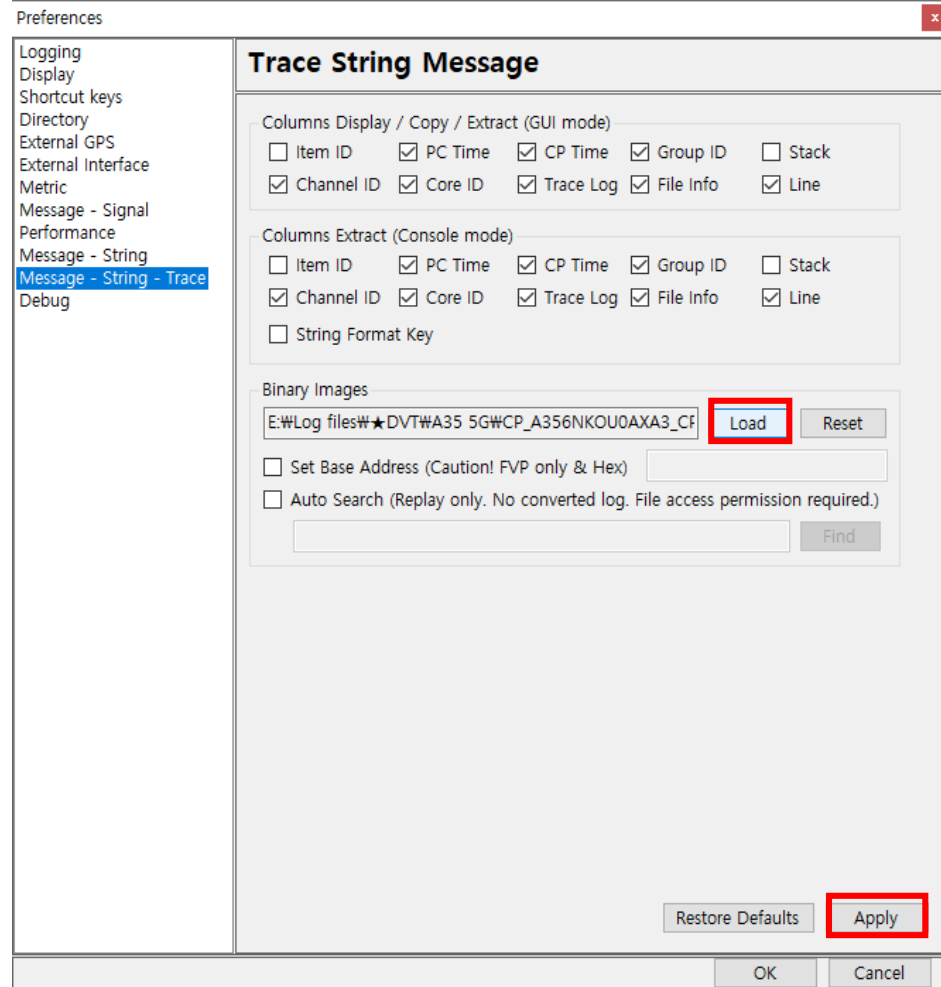 Preferences
x
Logging
Display
Shortcut keys
Directory
External GPS
External Interface
Metric
Message - Signal
Performance
Message - String
Message - String - Trace
Debug
Trace String Message
Columns Display / Copy / Extract (GUI mode)
Item ID PC Time CP Time Group ID Stack
Channel ID Core ID Trace Log File Info Line
Columns Extract (Console mode)
Item ID PC Time CP Time Group ID Stack
Channel ID Core ID Trace Log File Info Line
String Format Key
Binary Images
E:₩Log files₩★DVT₩A35 5G₩CP_A356NKOU0AXA3_CF Load Reset
Set Base Address (Caution! FVP only & Hex)
Auto Search (Replay only. No converted log. File access permission required.)
Find
Restore Defaults Apply
OK Cancel